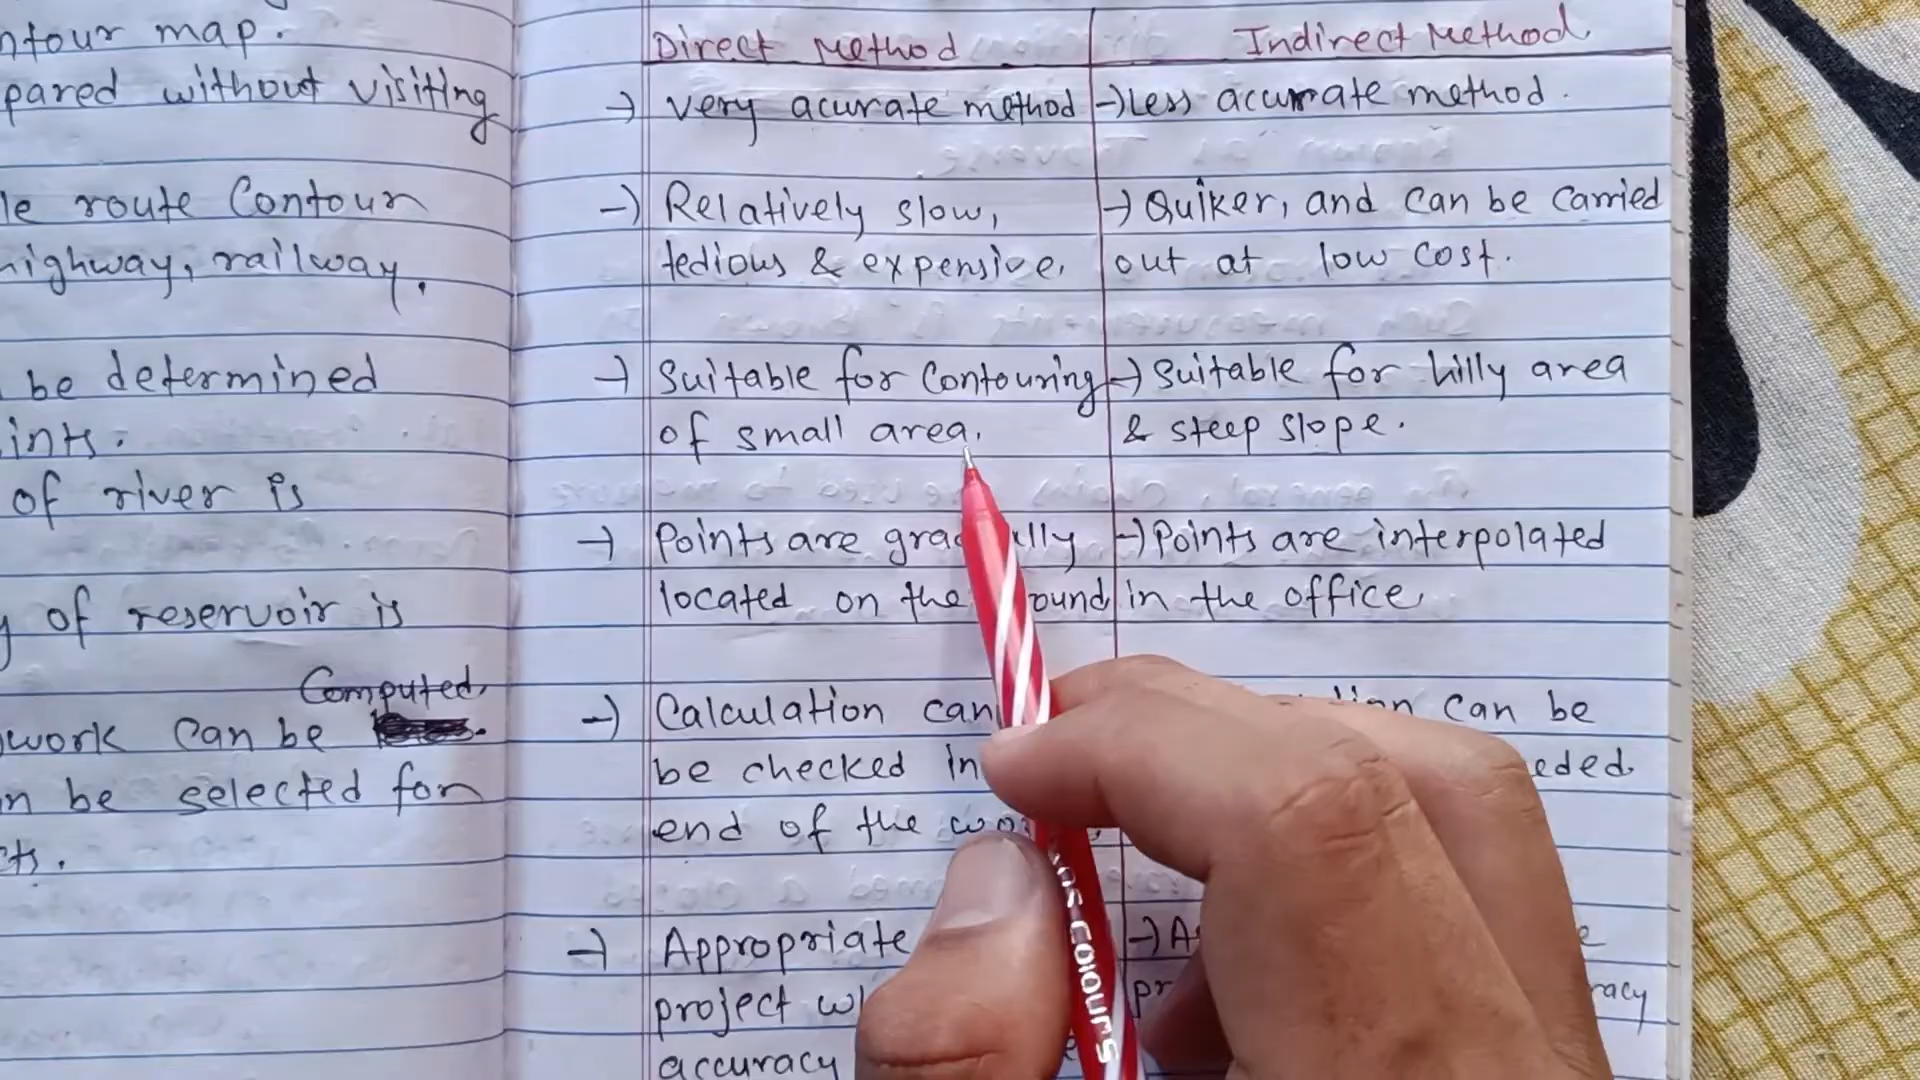 ntour map.
pared without visiting
le route Contour
highway, railway.
be determined
ints.
of river is
of reservoir is
Computed
work can be
n be selected for
cts.
Direct Method
Indirect Method
→ very acurate method
→ Less acurrate method.
→ Relatively slow,
tedious & expensive.
→ Quiker, and can be carried
out at low cost.
→ Suitable for Contouring
of small area.
→ Suitable for hilly area
& steep slope.
→ Points are
located on the
→ Points are interpolated
in the office
→ Calculation can
be checked in
end of the
can be
eded.
→ Appropriate
project
accuracy
racy
colours